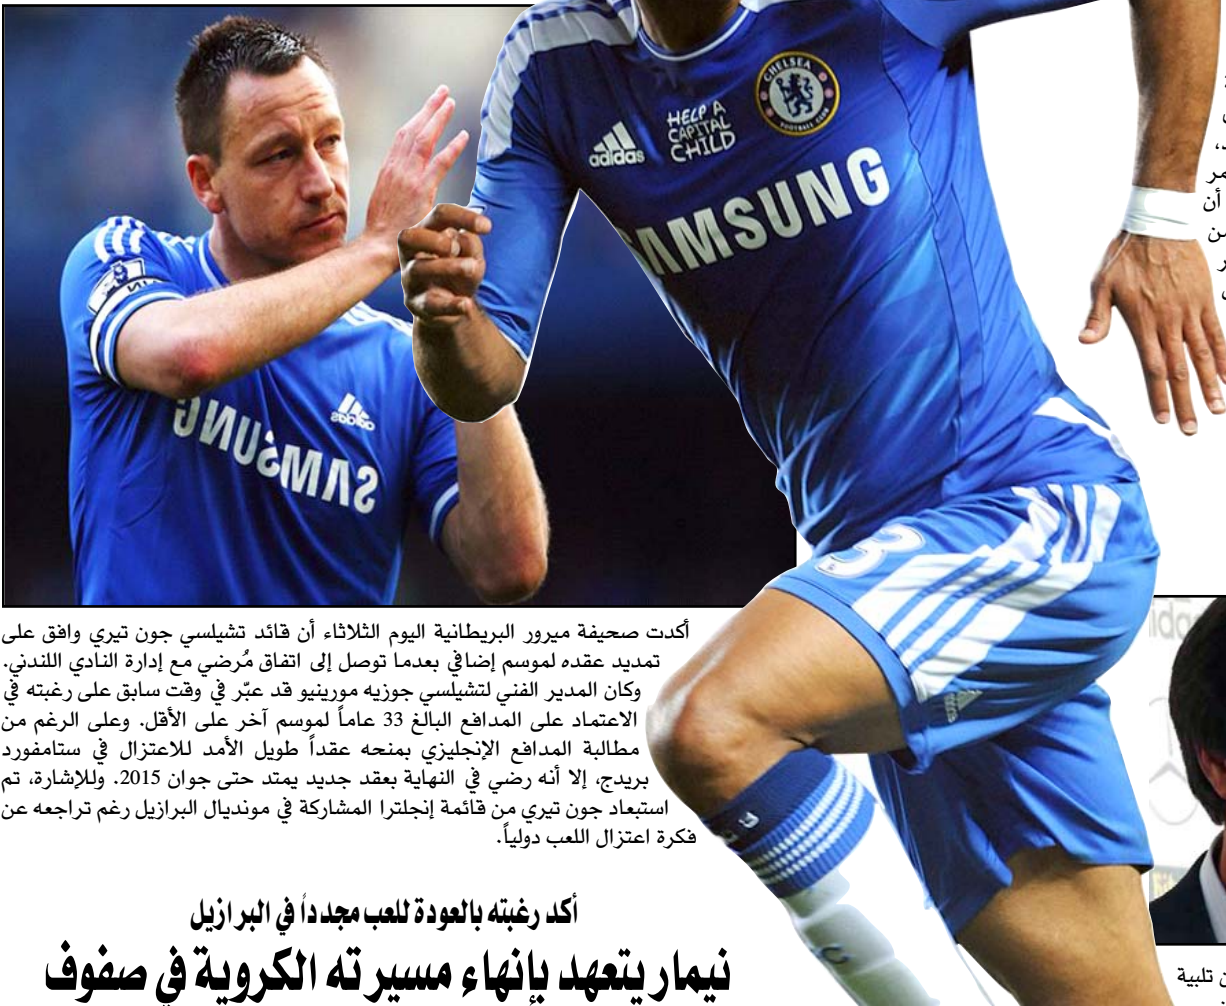 CHELSEA
FOOTBALL CLUB
HELP A
CAPITAL
CHILD
adidas
SAMSUNG
adidas
SAMSUNG
3
أن
أكدت صحيفة ميرور البريطانية اليوم الثلاثاء أن قائد تشيلسي جون تيري وافق على
تمديد عقده لموسم إضافي بعدما توصل إلى اتفاق مُرضي مع إدارة النادي اللندني.
وكان المدير الفني لتشيلسي جوزيه مورينيو قد عبّر في وقت سابق على رغبته في
الاعتماد على المدافع البالغ 33 عاماً لموسم آخر على الأقل. وعلى الرغم من
مطالبة المدافع الإنجليزي بمنحه عقداً طويل الأمد للاعتزال في ستامفورد
بريدج، إلا أنه رضي في النهاية بعقد جديد يمتد حتى جوان 2015. وللإشارة، تم
استبعاد جون تيري من قائمة إنجلترا المشاركة في مونديال البرازيل رغم تراجعه عن
فكرة اعتزال اللعب دولياً.
أكد رغبته بالعودة للعب مجدداً في البرازيل
نيمار يتعهد بإنهاء مسيرته الكروية في صفوف
تلبية